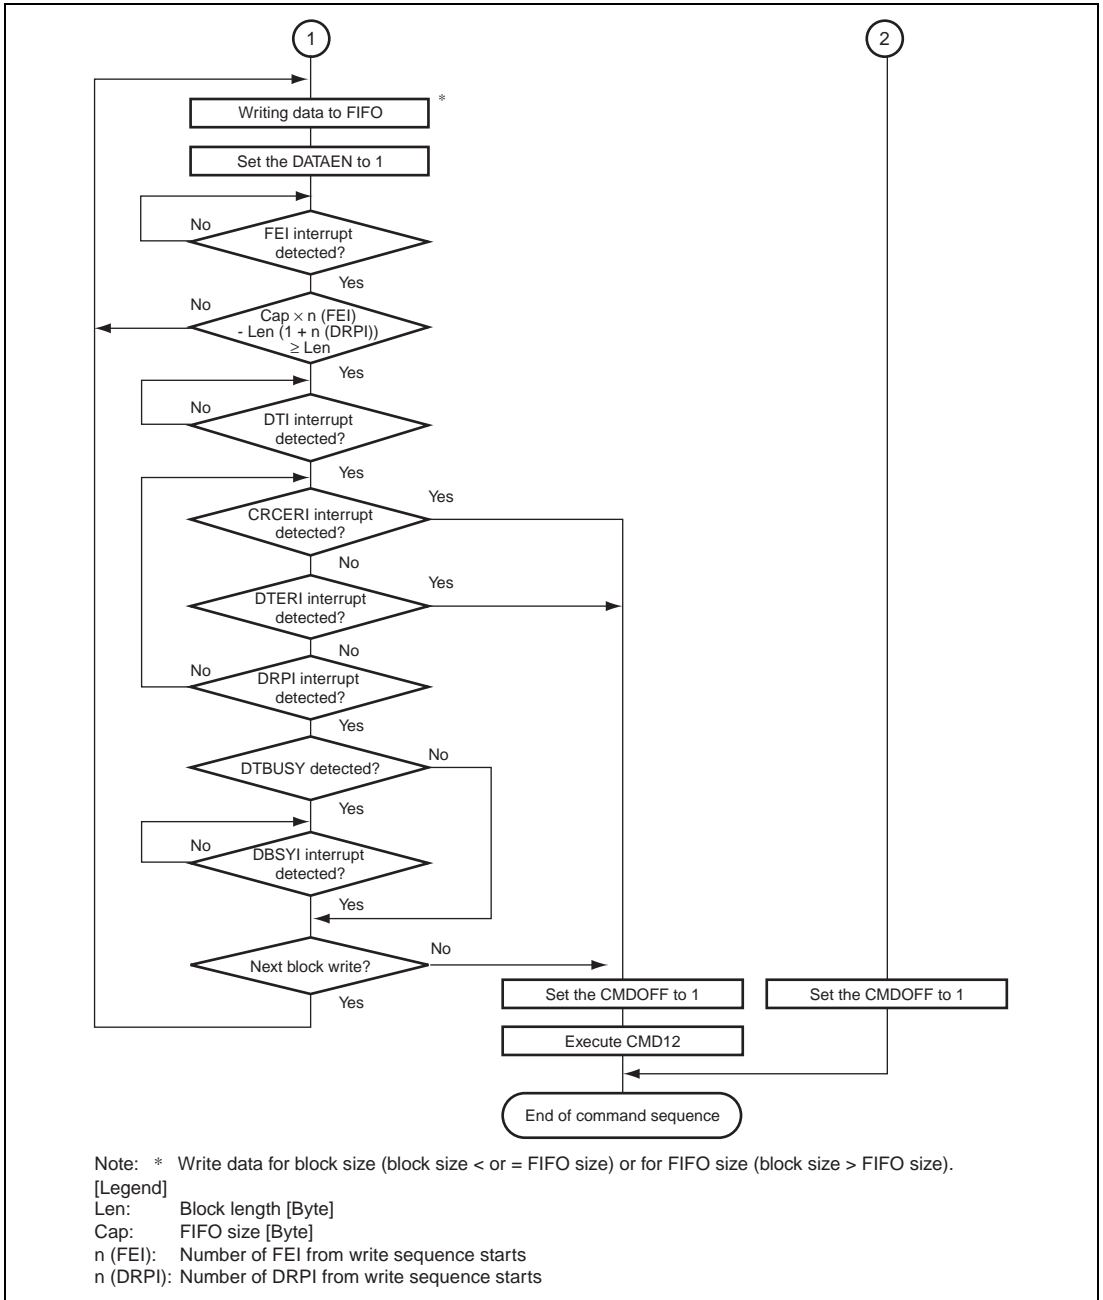 1
2
Writing data to FIFO
*
Set the DATAEN to 1
No
FEI interrupt
detected?
Yes
No
Cap × n (FEI)
- Len (1 + n (DRPI))
≥ Len
Yes
No
DTI interrupt
detected?
Yes
Yes
CRCERI interrupt
detected?
No
Yes
DTERI interrupt
detected?
No
No
DRPI interrupt
detected?
Yes
No
DTBUSY detected?
Yes
No
DBSYI interrupt
detected?
Yes
No
Next block write?
Yes
Set the CMDOFF to 1
Set the CMDOFF to 1
Execute CMD12
End of command sequence
Note: * Write data for block size (block size < or = FIFO size) or for FIFO size (block size > FIFO size).
[Legend]
Len: Block length [Byte]
Cap: FIFO size [Byte]
n (FEI): Number of FEI from write sequence starts
n (DRPI): Number of DRPI from write sequence starts